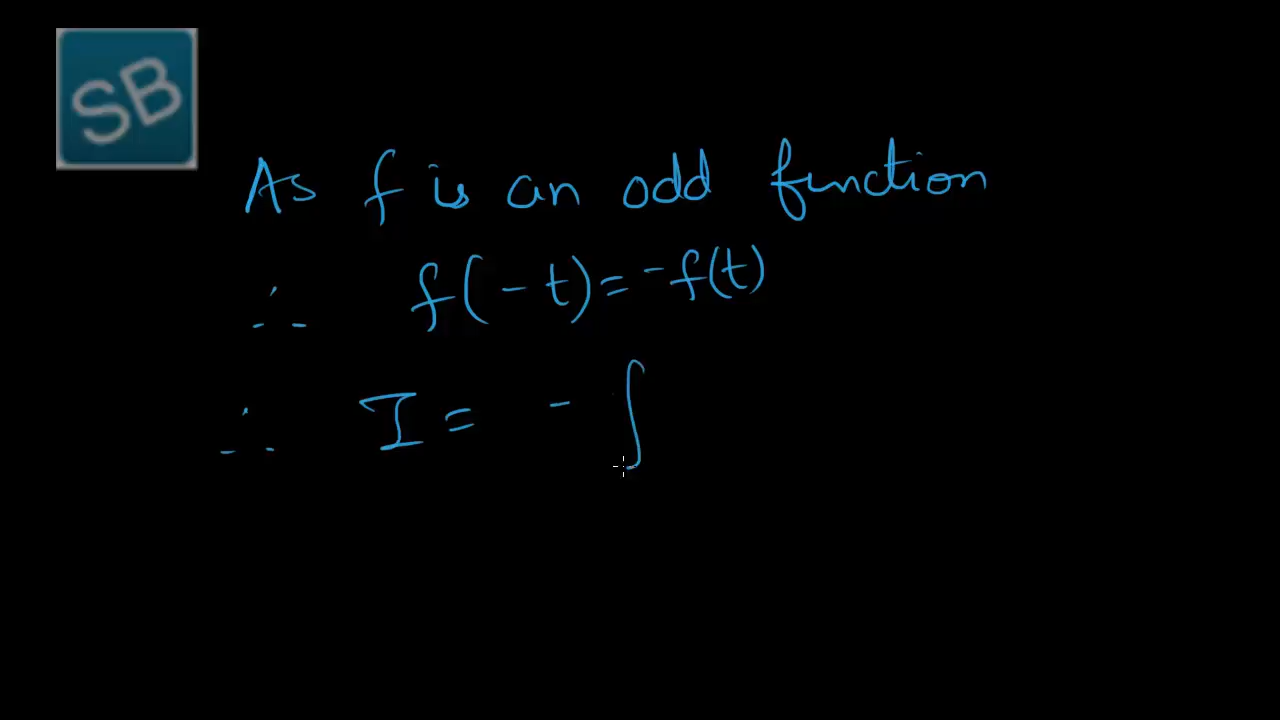 SB
As f is an odd function
∴ f(-t)=-f(t)
∴ I = - ∫